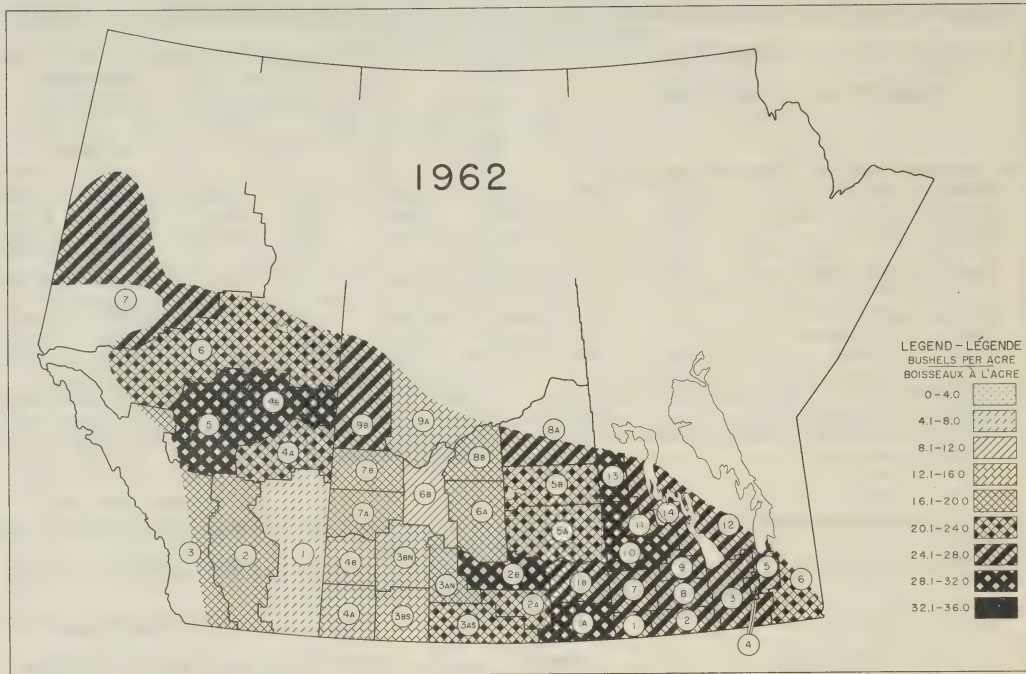 1962
LEGEND-LÉGENDE
BUSHELS PER ACRE
BOISSEAUX À L'ACRE
0-4.0
4.1-8.0
8.1-12.0
12.1-16.0
16.1-20.0
20.1-24.0
24.1-28.0
28.1-32.0
32.1-36.0
7
6
5
4B
4A
3
2
1
9B
9A
8B
8A
7B
6B
7A
6A
5B
5A
4B
3BN
3AN
2B
2A
4A
3BS
3AS
1B
1A
13
14
11
12
10
9
5
6
7
8
3
1
2
4